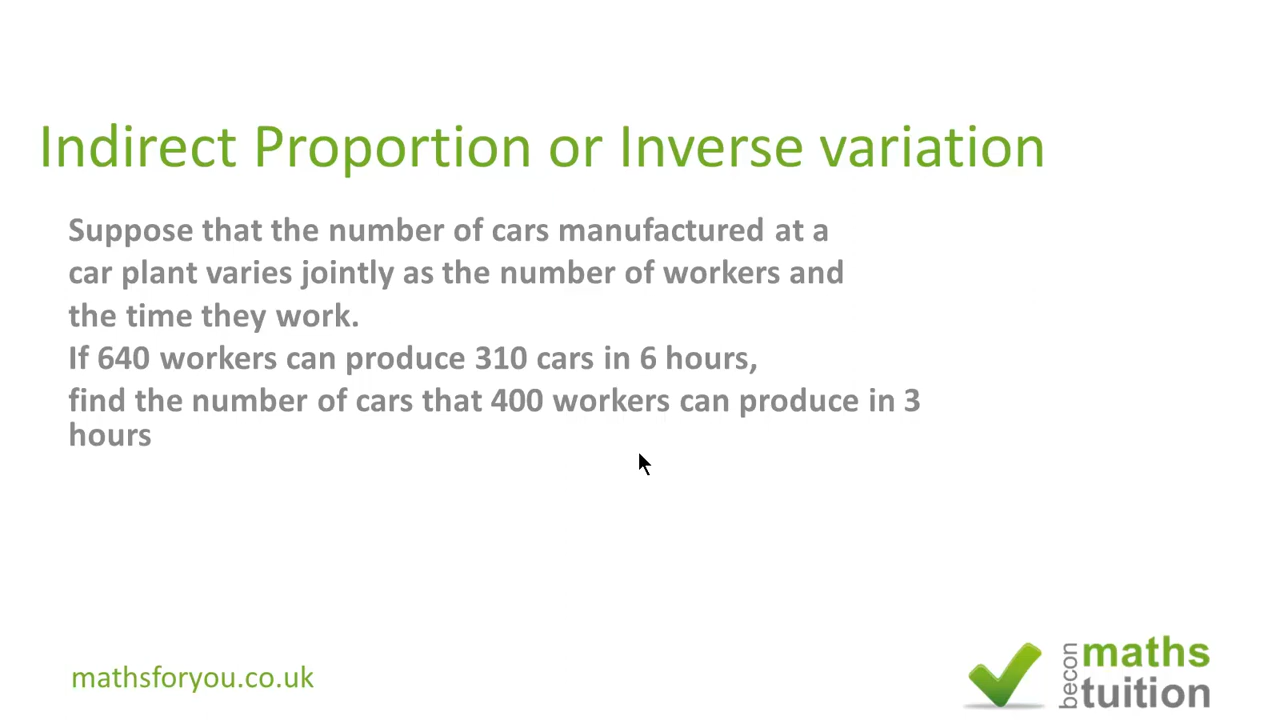 Indirect Proportion or Inverse variation
Suppose that the number of cars manufactured at a
car plant varies jointly as the number of workers and
the time they work.
If 640 workers can produce 310 cars in 6 hours,
find the number of cars that 400 workers can produce in 3
hours
mathsforyou.co.uk
becon
maths
tuition